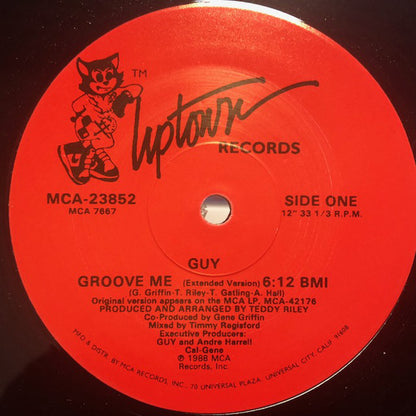 TM
Uptown
RECORDS
MCA-23852
MCA 7667
SIDE ONE
12" 33 1/3 R.P.M.
GUY
GROOVE ME (Extended Version) 6:12 BMI
(G. Griffin-T. Riley-T. Gatling-A. Hall)
Original version appears on the MCA LP, MCA-42176
PRODUCED AND ARRANGED BY TEDDY RILEY
Co-Produced by Gene Griffin
Mixed by Timmy Regisford
Executive Producers:
GUY and Andre Harrell
Cal-Gene
℗ 1988 MCA
Records, Inc.
MFD & DISTR. BY MCA RECORDS, INC., 70 UNIVERSAL PLAZA, UNIVERSAL CITY, CALIF. 91608